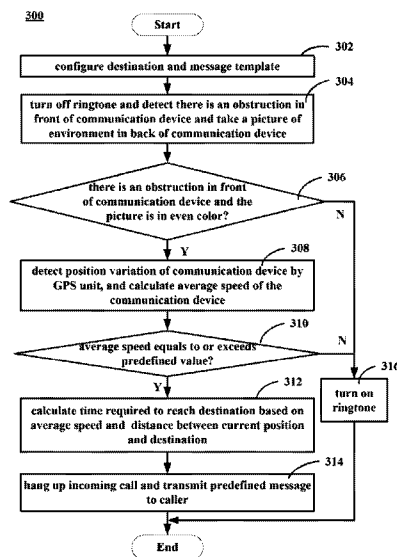 300
Start
302
configure destination and message template
304
turn off ringtone and detect there is an obstruction in
front of communication device and take a picture of
environment in back of communication device
306
there is an obstruction in front
of communication device and the
picture is in even color?
N
Y
308
detect position variation of communication device by
GPS unit, and calculate average speed of the
communication device
310
average speed equals to or exceeds
predefined value?
N
Y
312
calculate time required to reach destination based on
average speed and distance between current position
and destination
316
turn on
ringtone
314
hang up incoming call and transmit predefined message
to caller
End